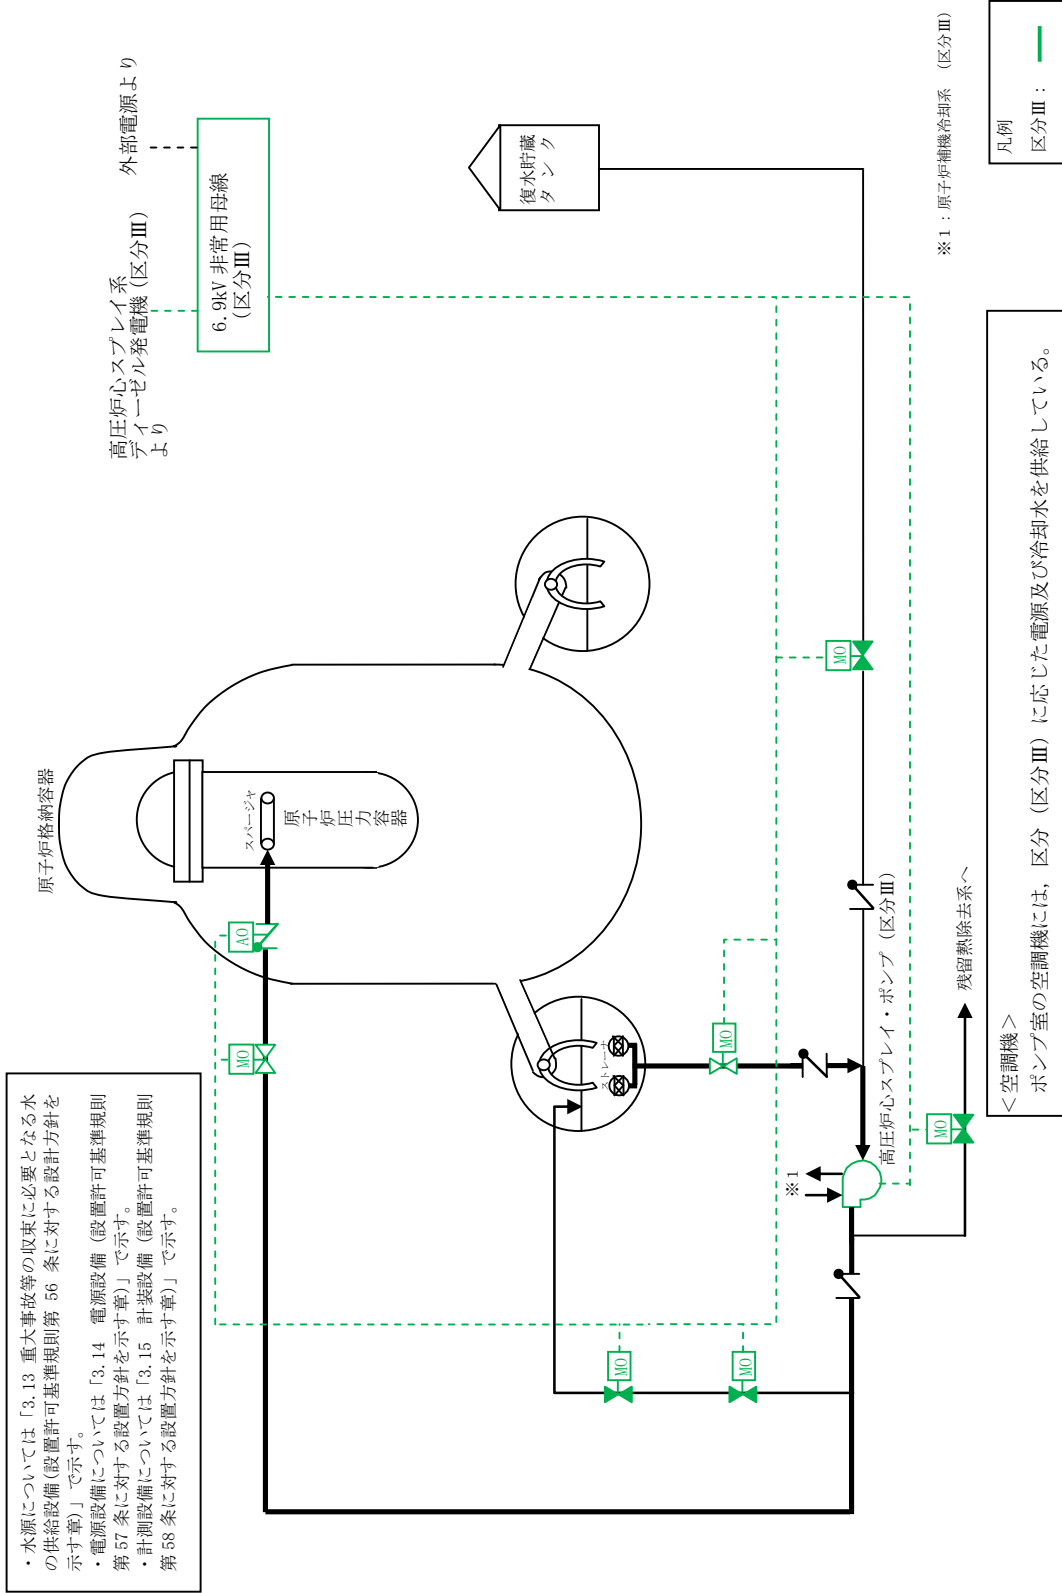 ・水源については「3.13 重大事故等の収束に必要となる水
の供給設備(設置許可基準規則第 56 条に対する設計方針を
示す章)」で示す。
・電源設備については「3.14　電源設備（設置許可基準規則
第 57 条に対する設置方針を示す章)」で示す。
・計測設備については「3.15　計装設備（設置許可基準規則
第 58 条に対する設置方針を示す章)」で示す。
原子炉格納容器
高圧炉心スプレイ系
ディーゼル発電機（区分Ⅲ）
より
外部電源より
6.9kV 非常用母線
（区分Ⅲ）
スパージャ
原子炉圧力容器
AO
MO
復水貯蔵
タンク
ストレーナ
MO
MO
MO
MO
※1
高圧炉心スプレイ・ポンプ（区分Ⅲ）
MO
残留熱除去系へ
※1：原子炉補機冷却系　（区分Ⅲ）
＜空調機＞
ポンプ室の空調機には，区分（区分Ⅲ）に応じた電源及び冷却水を供給している。
凡例
区分Ⅲ：